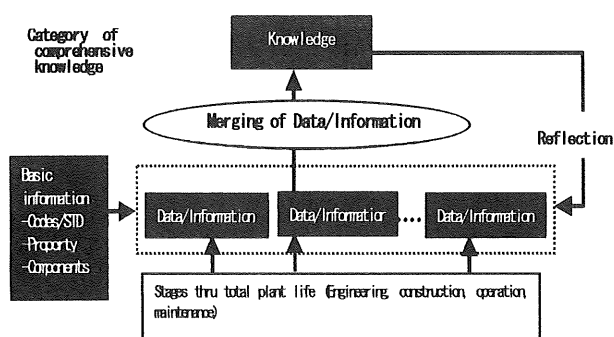 Category of
comprehensive
knowledge
Knowledge
Merging of Data/Information
Reflection
Basic
information
-Codes/STD
-Property
-Components
Data/Information
Data/Information
....
Data/Information
Stages thru total plant life (Engineering, construction, operation,
maintenance)